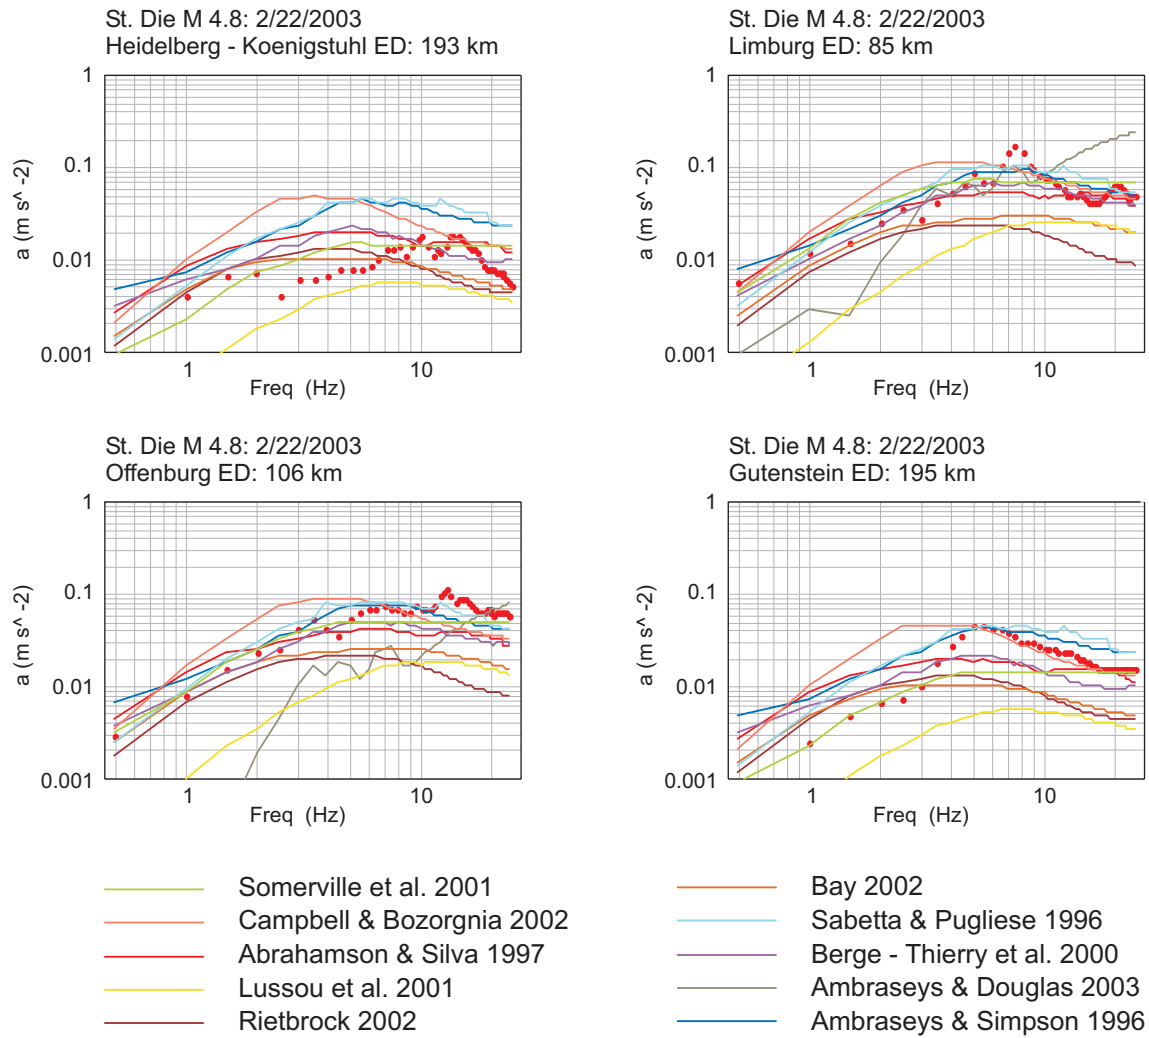 St. Die M 4.8: 2/22/2003
Heidelberg - Koenigstuhl ED: 193 km
1
0.1
0.01
0.001
a (m s^ -2)
1
10
Freq (Hz)
St. Die M 4.8: 2/22/2003
Limburg ED: 85 km
1
0.1
0.01
0.001
a (m s^ -2)
1
10
Freq (Hz)
St. Die M 4.8: 2/22/2003
Offenburg ED: 106 km
1
0.1
0.01
0.001
a (m s^ -2)
1
10
Freq (Hz)
St. Die M 4.8: 2/22/2003
Gutenstein ED: 195 km
1
0.1
0.01
0.001
a (m s^ -2)
1
10
Freq (Hz)
Somerville et al. 2001
Campbell & Bozorgnia 2002
Abrahamson & Silva 1997
Lussou et al. 2001
Rietbrock 2002
Bay 2002
Sabetta & Pugliese 1996
Berge - Thierry et al. 2000
Ambraseys & Douglas 2003
Ambraseys & Simpson 1996